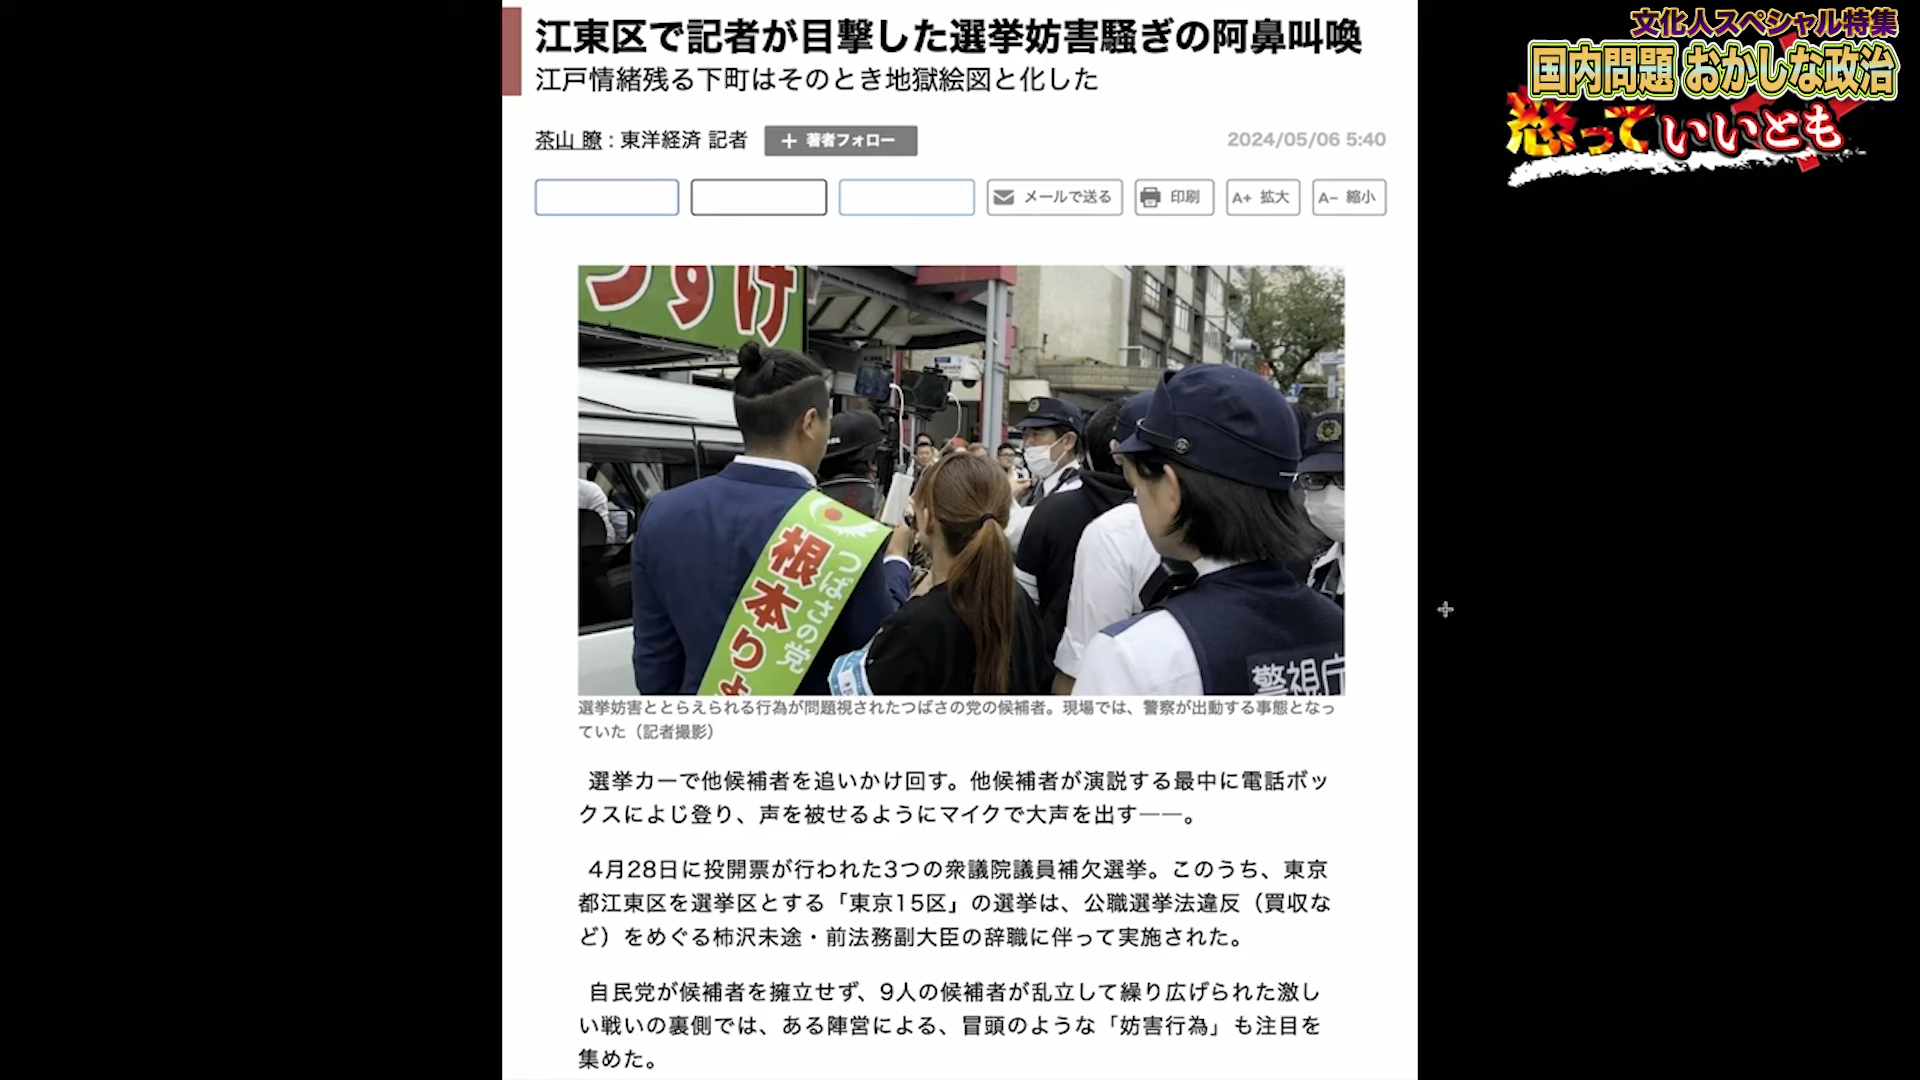 江東区で記者が目撃した選挙妨害騒ぎの阿鼻叫喚
江戸情緒残る下町はそのとき地獄絵図と化した
茶山 瞭 : 東洋経済 記者
＋ 著者フォロー
2024/05/06 5:40
メールで送る
印刷
A+ 拡大
A- 縮小
文化人スペシャル特集
国内問題 おかしな政治
怒っていいとも
つすけ
つばさの党
根本りょ
警視庁
選挙妨害ととらえられる行為が問題視されたつばさの党の候補者。現場では、警察が出動する事態となっ
ていた（記者撮影）
選挙カーで他候補者を追いかけ回す。他候補者が演説する最中に電話ボッ
クスによじ登り、声を被せるようにマイクで大声を出す——。
4月28日に投開票が行われた3つの衆議院議員補欠選挙。このうち、東京
都江東区を選挙区とする「東京15区」の選挙は、公職選挙法違反（買収な
ど）をめぐる柿沢未途・前法務副大臣の辞職に伴って実施された。
自民党が候補者を擁立せず、9人の候補者が乱立して繰り広げられた激し
い戦いの裏側では、ある陣営による、冒頭のような「妨害行為」も注目を
集めた。